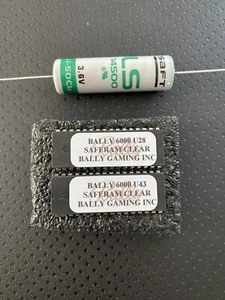 SAFT
LS
14500
3.6V
BALLY 6000 U28
SAFERAM CLEAR
BALLY GAMING INC
BALLY 6000 U43
SAFERAM CLEAR
BALLY GAMING INC